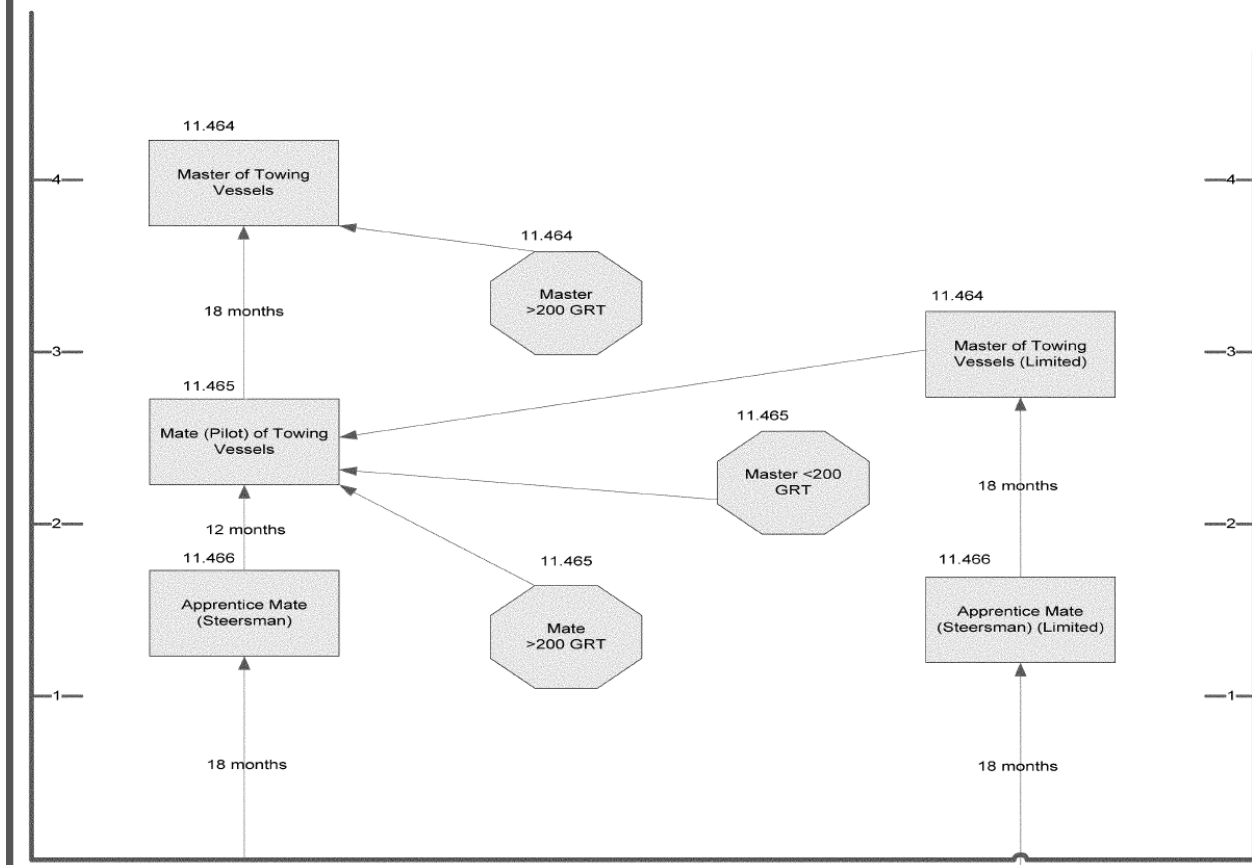 11.464
Master of Towing
Vessels
4
4
11.464
Master
>200 GRT
18 months
11.464
Master of Towing
Vessels (Limited)
3
3
11.465
Mate (Pilot) of Towing
Vessels
11.465
Master <200
GRT
18 months
2
2
12 months
11.466
Apprentice Mate
(Steersman)
11.465
Mate
>200 GRT
11.466
Apprentice Mate
(Steersman) (Limited)
1
1
18 months
18 months